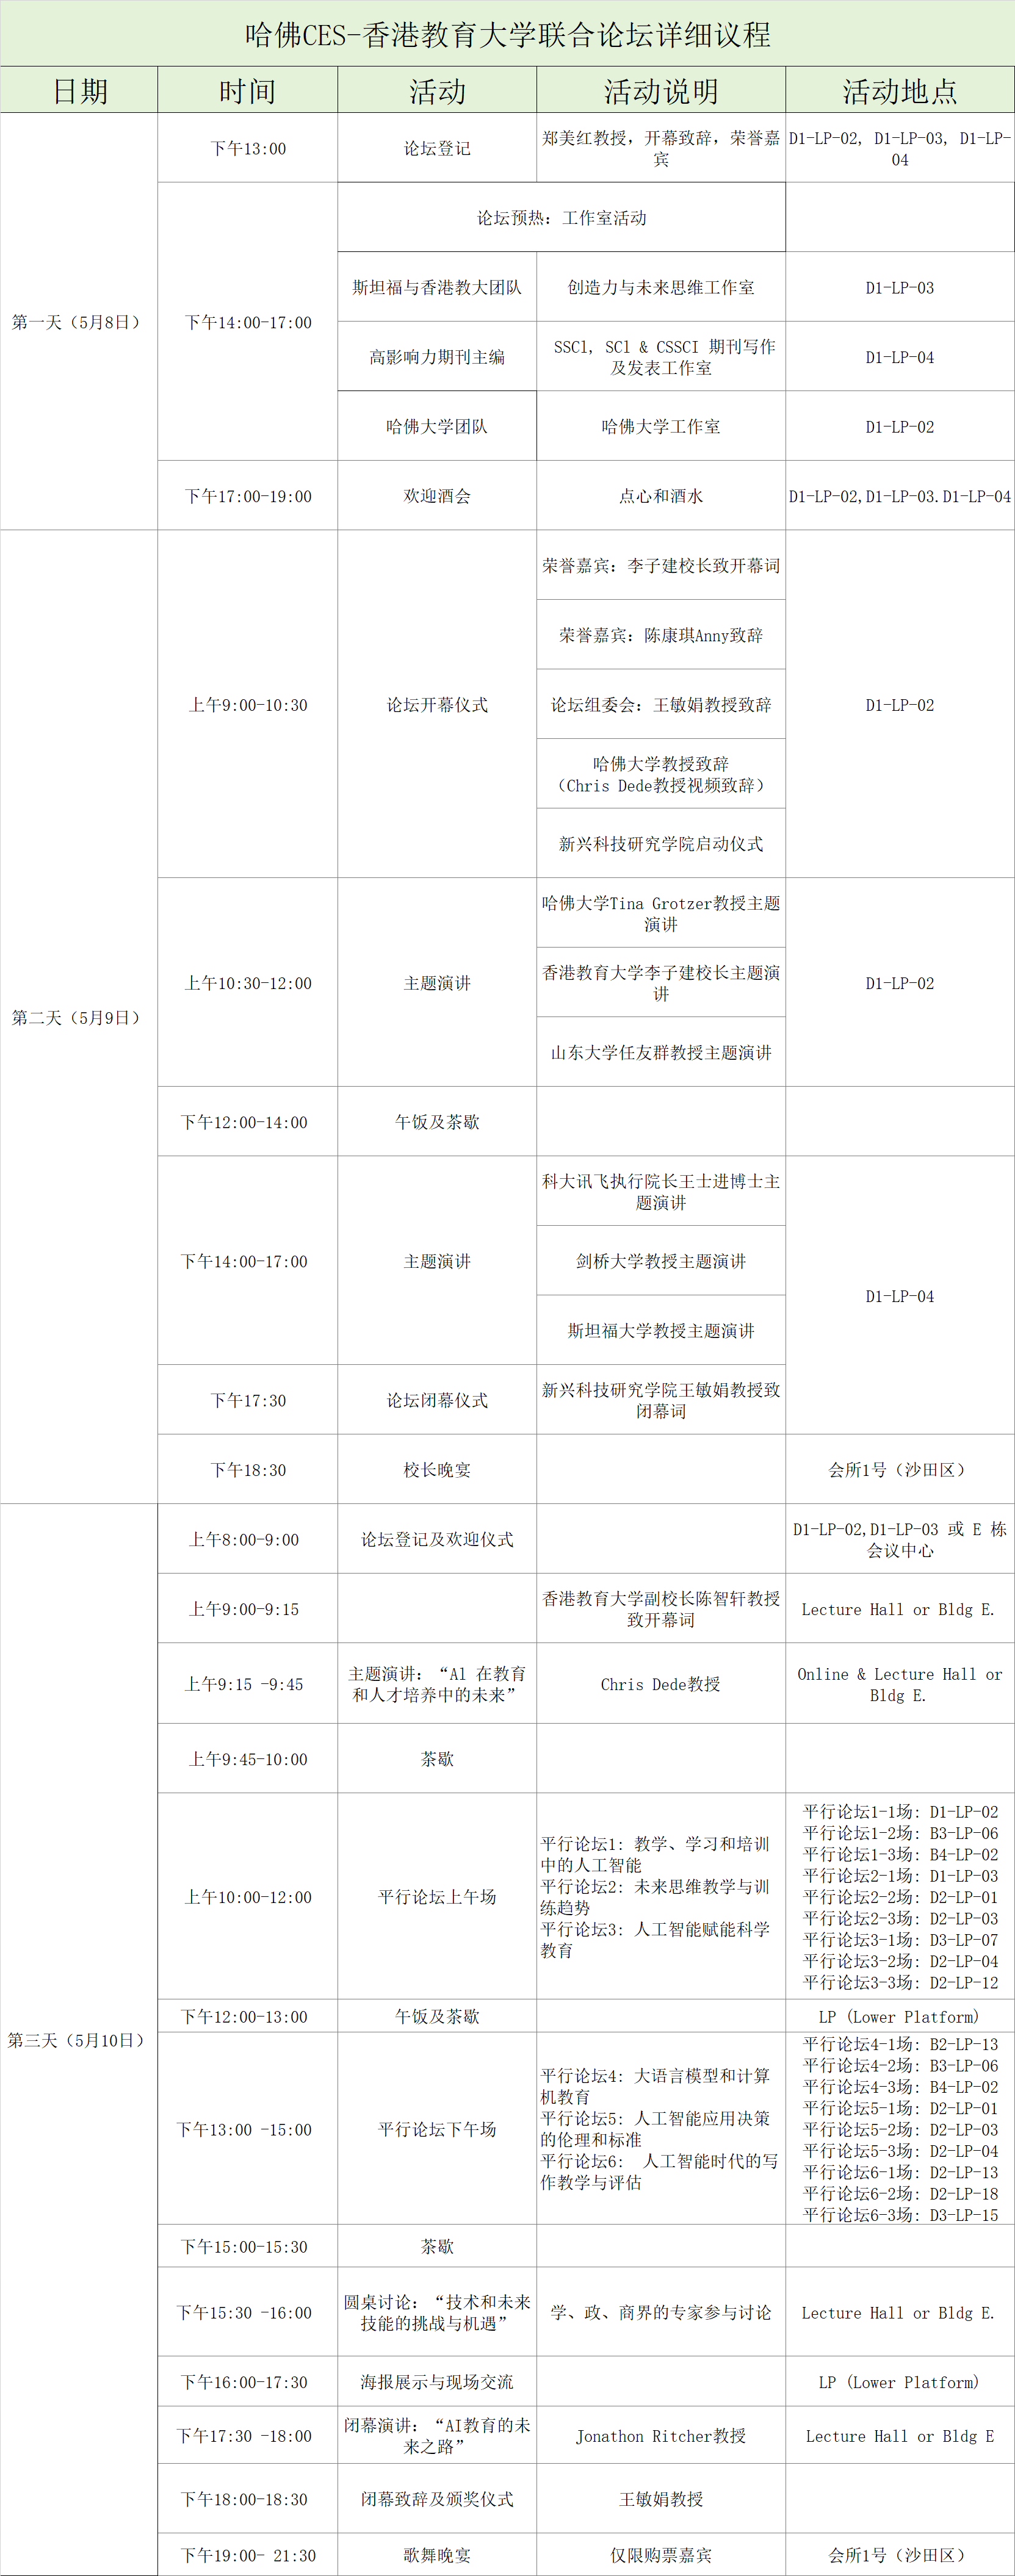 哈佛CES-香港教育大学联合论坛详细议程
日期
时间
活动
活动说明
活动地点
第一天（5月8日）
下午13:00
论坛登记
郑美红教授，开幕致辞，荣誉嘉
宾
D1-LP-02, D1-LP-03, D1-LP-
04
下午14:00-17:00
论坛预热：工作室活动
斯坦福与香港教大团队
创造力与未来思维工作室
D1-LP-03
高影响力期刊主编
SSCl, SCl & CSSCI 期刊写作
及发表工作室
D1-LP-04
哈佛大学团队
哈佛大学工作室
D1-LP-02
下午17:00-19:00
欢迎酒会
点心和酒水
D1-LP-02,D1-LP-03.D1-LP-04
第二天（5月9日）
上午9:00-10:30
论坛开幕仪式
荣誉嘉宾：李子建校长致开幕词
荣誉嘉宾：陈康琪Anny致辞
论坛组委会：王敏娟教授致辞
哈佛大学教授致辞
（Chris Dede教授视频致辞）
新兴科技研究学院启动仪式
D1-LP-02
上午10:30-12:00
主题演讲
哈佛大学Tina Grotzer教授主题
演讲
香港教育大学李子建校长主题演
讲
山东大学任友群教授主题演讲
D1-LP-02
下午12:00-14:00
午饭及茶歇
下午14:00-17:00
主题演讲
科大讯飞执行院长王士进博士主
题演讲
剑桥大学教授主题演讲
斯坦福大学教授主题演讲
D1-LP-04
下午17:30
论坛闭幕仪式
新兴科技研究学院王敏娟教授致
闭幕词
下午18:30
校长晚宴
会所1号（沙田区）
第三天（5月10日）
上午8:00-9:00
论坛登记及欢迎仪式
D1-LP-02,D1-LP-03 或 E 栋
会议中心
上午9:00-9:15
香港教育大学副校长陈智轩教授
致开幕词
Lecture Hall or Bldg E.
上午9:15 -9:45
主题演讲：“Al 在教育
和人才培养中的未来”
Chris Dede教授
Online & Lecture Hall or
Bldg E.
上午9:45-10:00
茶歇
上午10:00-12:00
平行论坛上午场
平行论坛1: 教学、学习和培训
中的人工智能
平行论坛2: 未来思维教学与训
练趋势
平行论坛3: 人工智能赋能科学
教育
平行论坛1-1场: D1-LP-02
平行论坛1-2场: B3-LP-06
平行论坛1-3场: B4-LP-02
平行论坛2-1场: D1-LP-03
平行论坛2-2场: D2-LP-01
平行论坛2-3场: D2-LP-03
平行论坛3-1场: D3-LP-07
平行论坛3-2场: D2-LP-04
平行论坛3-3场: D2-LP-12
下午12:00-13:00
午饭及茶歇
LP (Lower Platform)
下午13:00 -15:00
平行论坛下午场
平行论坛4: 大语言模型和计算
机教育
平行论坛5: 人工智能应用决策
的伦理和标准
平行论坛6: 人工智能时代的写
作教学与评估
平行论坛4-1场: B2-LP-13
平行论坛4-2场: B3-LP-06
平行论坛4-3场: B4-LP-02
平行论坛5-1场: D2-LP-01
平行论坛5-2场: D2-LP-03
平行论坛5-3场: D2-LP-04
平行论坛6-1场: D2-LP-13
平行论坛6-2场: D2-LP-18
平行论坛6-3场: D3-LP-15
下午15:00-15:30
茶歇
下午15:30 -16:00
圆桌讨论：“技术和未来
技能的挑战与机遇”
学、政、商界的专家参与讨论
Lecture Hall or Bldg E.
下午16:00-17:30
海报展示与现场交流
LP (Lower Platform)
下午17:30 -18:00
闭幕演讲：“AI教育的未
来之路”
Jonathon Ritcher教授
Lecture Hall or Bldg E
下午18:00-18:30
闭幕致辞及颁奖仪式
王敏娟教授
下午19:00- 21:30
歌舞晚宴
仅限购票嘉宾
会所1号（沙田区）